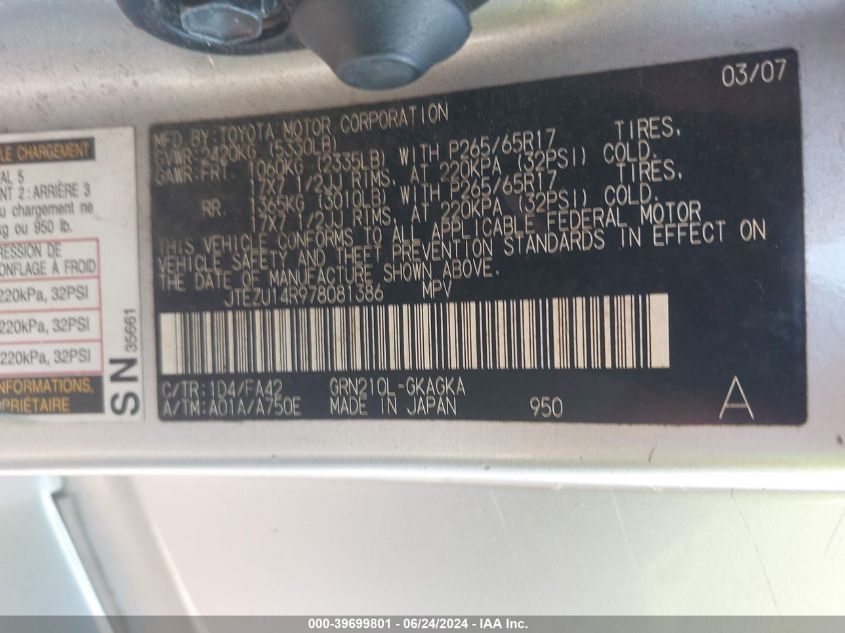 03/07
MFD. BY: TOYOTA MOTOR CORPORATION
GVWR: 2420KG (5330LB)
GAWR: FRT. 1060KG (2335LB) WITH P265/65R17 TIRES,
17X7 1/2JJ RIMS, AT 220KPA (32PSI) COLD.
RR. 1365KG (3010LB) WITH P265/65R17 TIRES,
17X7 1/2JJ RIMS, AT 220KPA (32PSI) COLD.
THIS VEHICLE CONFORMS TO ALL APPLICABLE FEDERAL MOTOR
VEHICLE SAFETY AND THEFT PREVENTION STANDARDS IN EFFECT ON
THE DATE OF MANUFACTURE SHOWN ABOVE.
JTEZU14R978081386 MPV
C/TR: 1D4/FA42 GRN210L-GKAGKA
A/TM: A01A/A750E MADE IN JAPAN 950 A
LE CHARGEMENT
AL 5
NT 2: ARRIÈRE 3
u chargement ne
kg ou 950 lb.
RESSION DE
ONFLAGE À FROID
220kPa, 32PSI
220kPa, 32PSI
220kPa, 32PSI
PRIÉTAIRE
SN 35661
000-39699801 - 06/24/2024 - IAA Inc.